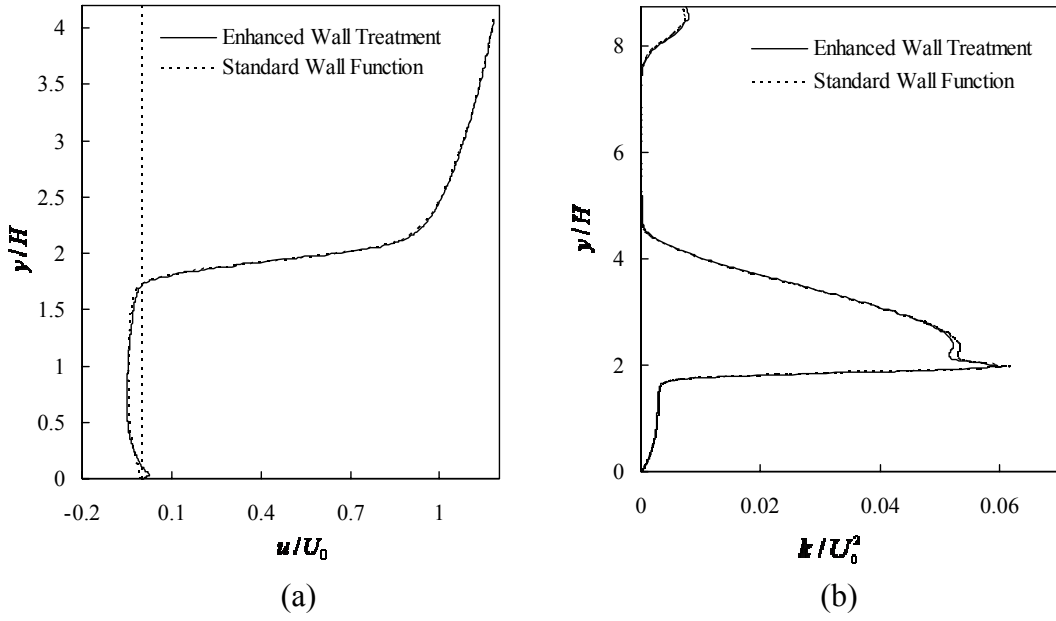 4
3.5
3
2.5
2
1.5
1
0.5
0
y/H
Enhanced Wall Treatment
Standard Wall Function
-0.2
0.1
0.4
0.7
1
u/U₀
(a)
8
6
4
2
0
y/H
Enhanced Wall Treatment
Standard Wall Function
0
0.02
0.04
0.06
k/U₀²
(b)